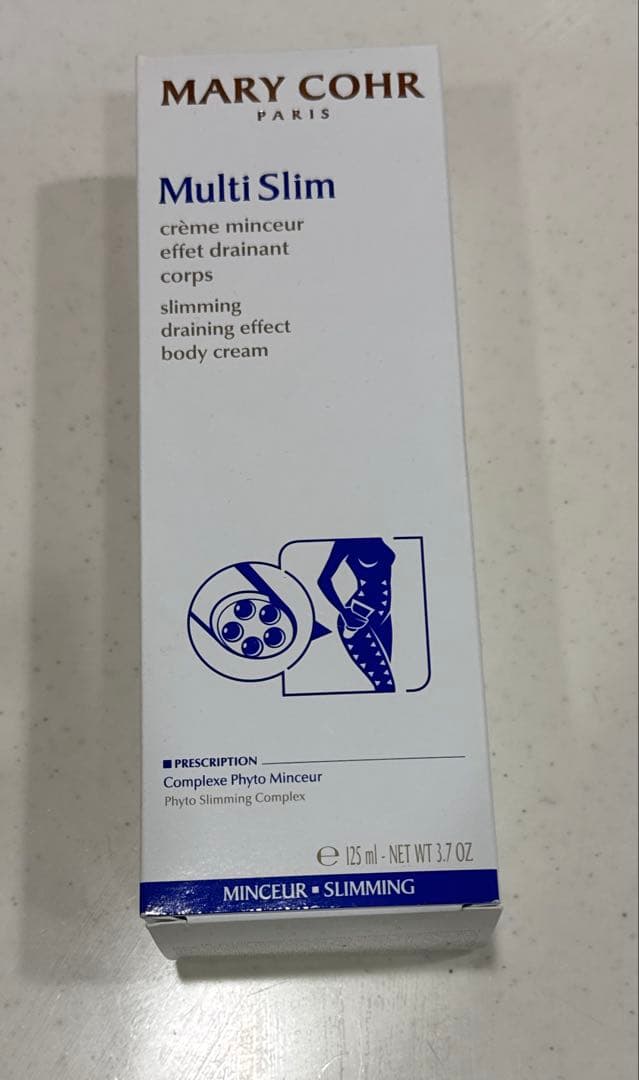 MARY COHR
PARIS
Multi Slim
crème minceur
effet drainant
corps
slimming
draining effect
body cream
PRESCRIPTION
Complexe Phyto Minceur
Phyto Slimming Complex
℮ 125 ml - NET WT 3.7 OZ
MINCEUR ▪ SLIMMING